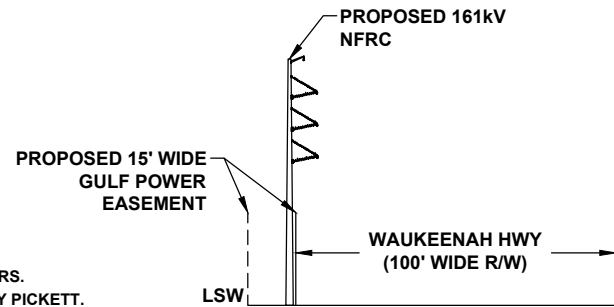 PROPOSED 161kV
NFRC
PROPOSED 15' WIDE
GULF POWER
EASEMENT
WAUKEENAH HWY
(100' WIDE R/W)
RS.
Y PICKETT.
LSW